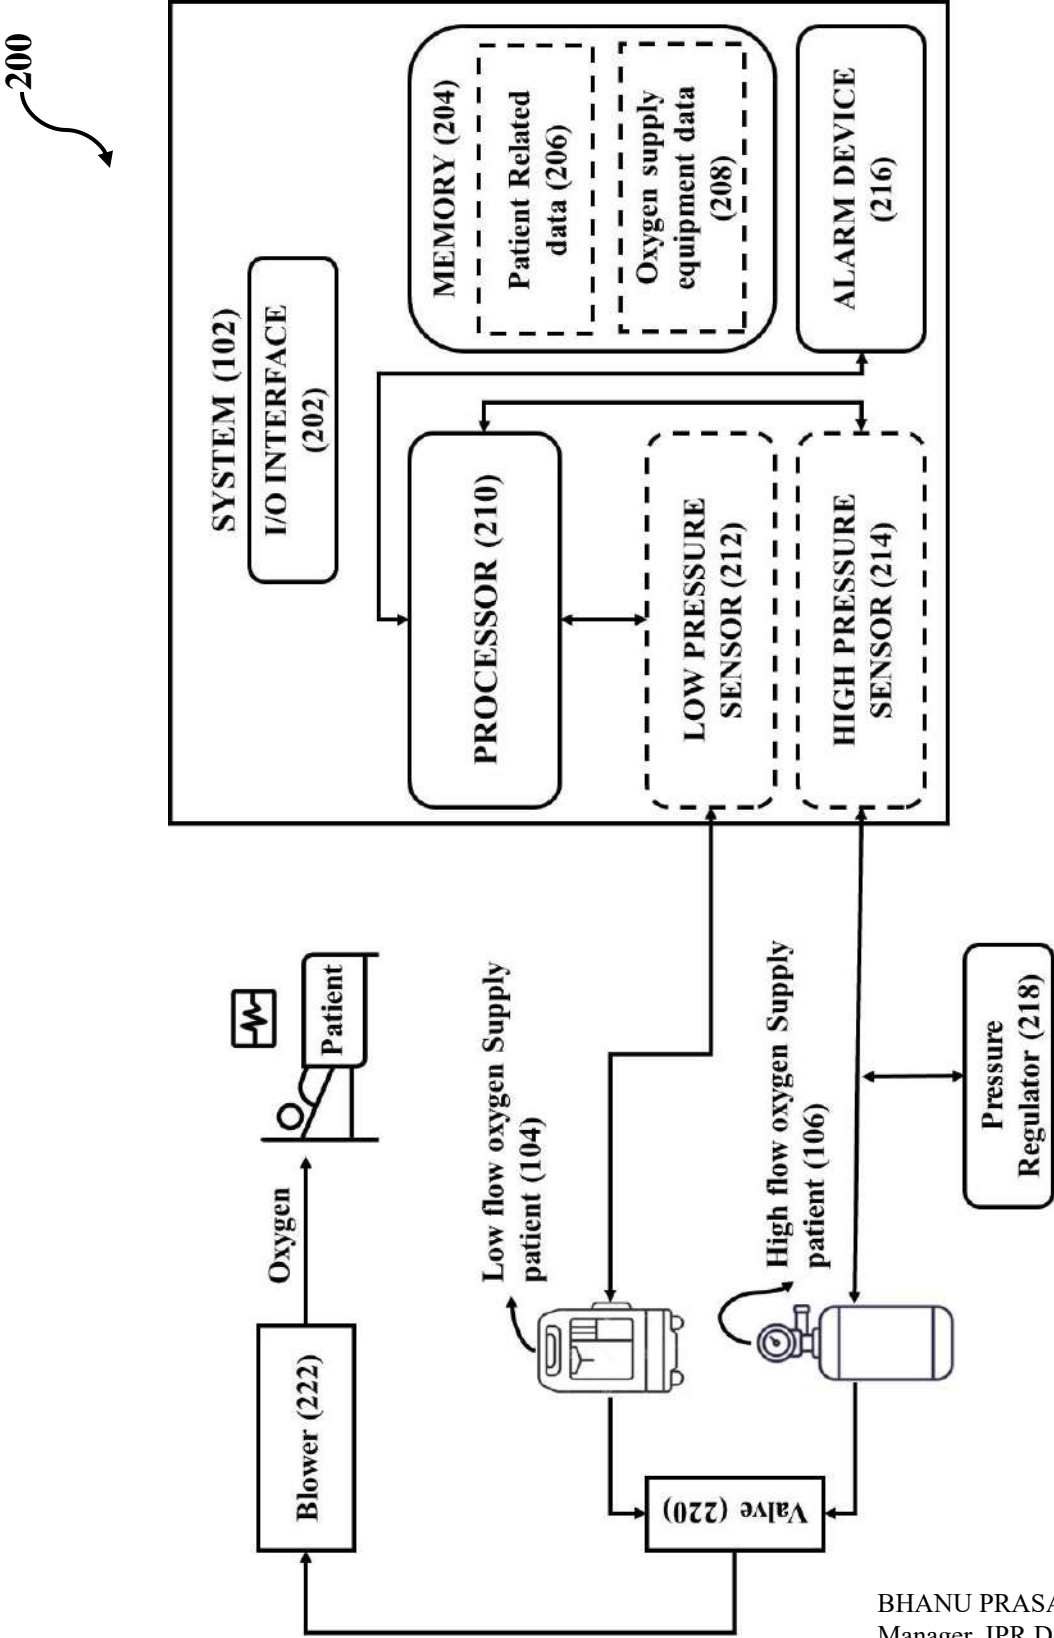 200
SYSTEM (102)
I/O INTERFACE
(202)
MEMORY (204)
Patient Related
data (206)
Oxygen supply
equipment data
(208)
PROCESSOR (210)
LOW PRESSURE
SENSOR (212)
HIGH PRESSURE
SENSOR (214)
ALARM DEVICE
(216)
Patient
Oxygen
Blower (222)
Low flow oxygen Supply
patient (104)
High flow oxygen Supply
patient (106)
Pressure
Regulator (218)
Valve (220)
BHANU PRASA
Manager, IPR D